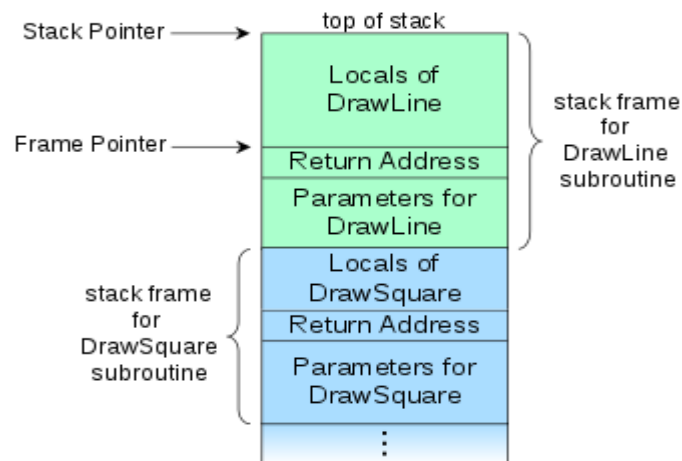 top of stack
Stack Pointer
Locals of
DrawLine
stack frame
for
DrawLine
subroutine
Frame Pointer
Return Address
Parameters for
DrawLine
Locals of
DrawSquare
stack frame
for
DrawSquare
subroutine
Return Address
Parameters for
DrawSquare